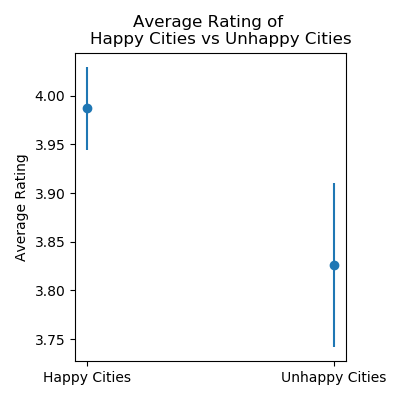 Average Rating of
Happy Cities vs Unhappy Cities
Average Rating
4.00
3.95
3.90
3.85
3.80
3.75
Happy Cities
Unhappy Cities